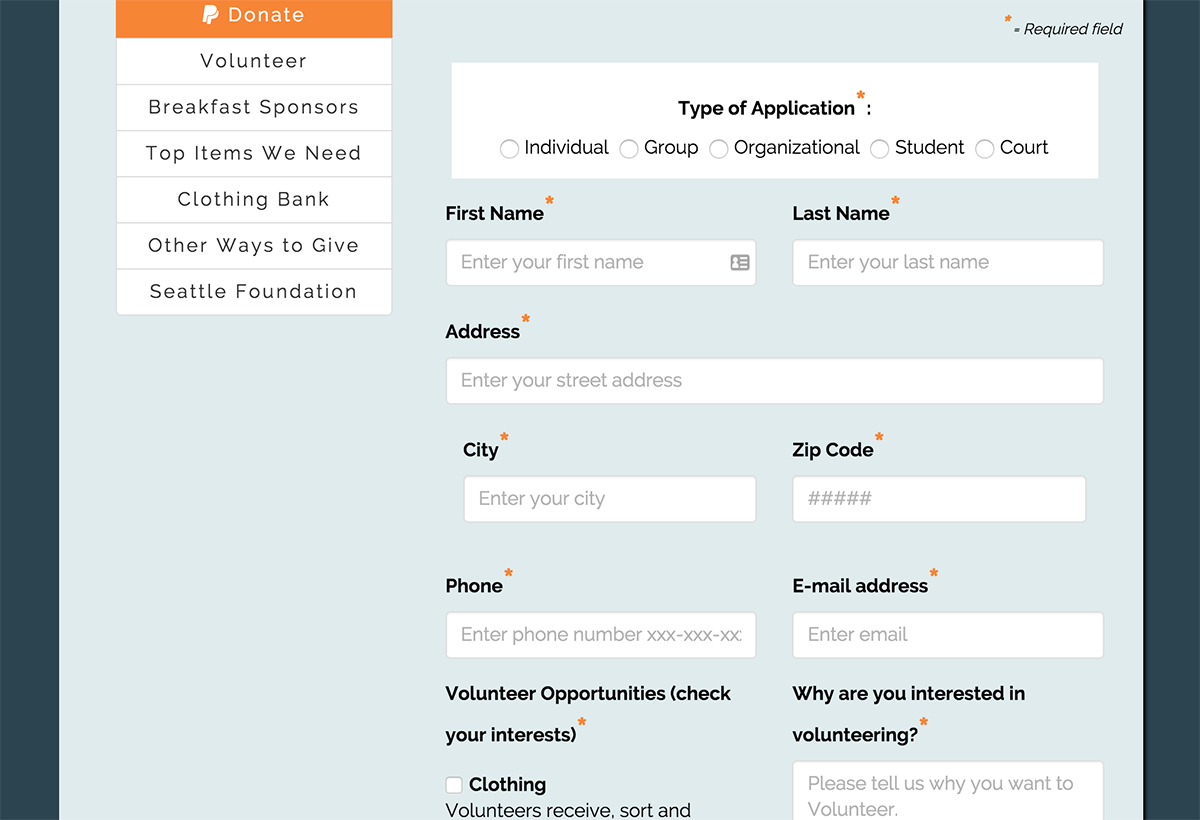 Donate
Volunteer
Breakfast Sponsors
Top Items We Need
Clothing Bank
Other Ways to Give
Seattle Foundation
* = Required field
Type of Application*:
Individual Group Organizational Student Court
First Name* Last Name*
Enter your first name Enter your last name
Address*
Enter your street address
City* Zip Code*
Enter your city #####
Phone* E-mail address*
Enter phone number xxx-xxx-xx Enter email
Volunteer Opportunities (check
your interests)*
Why are you interested in
volunteering?*
Clothing
Volunteers receive, sort and
Please tell us why you want to
Volunteer.